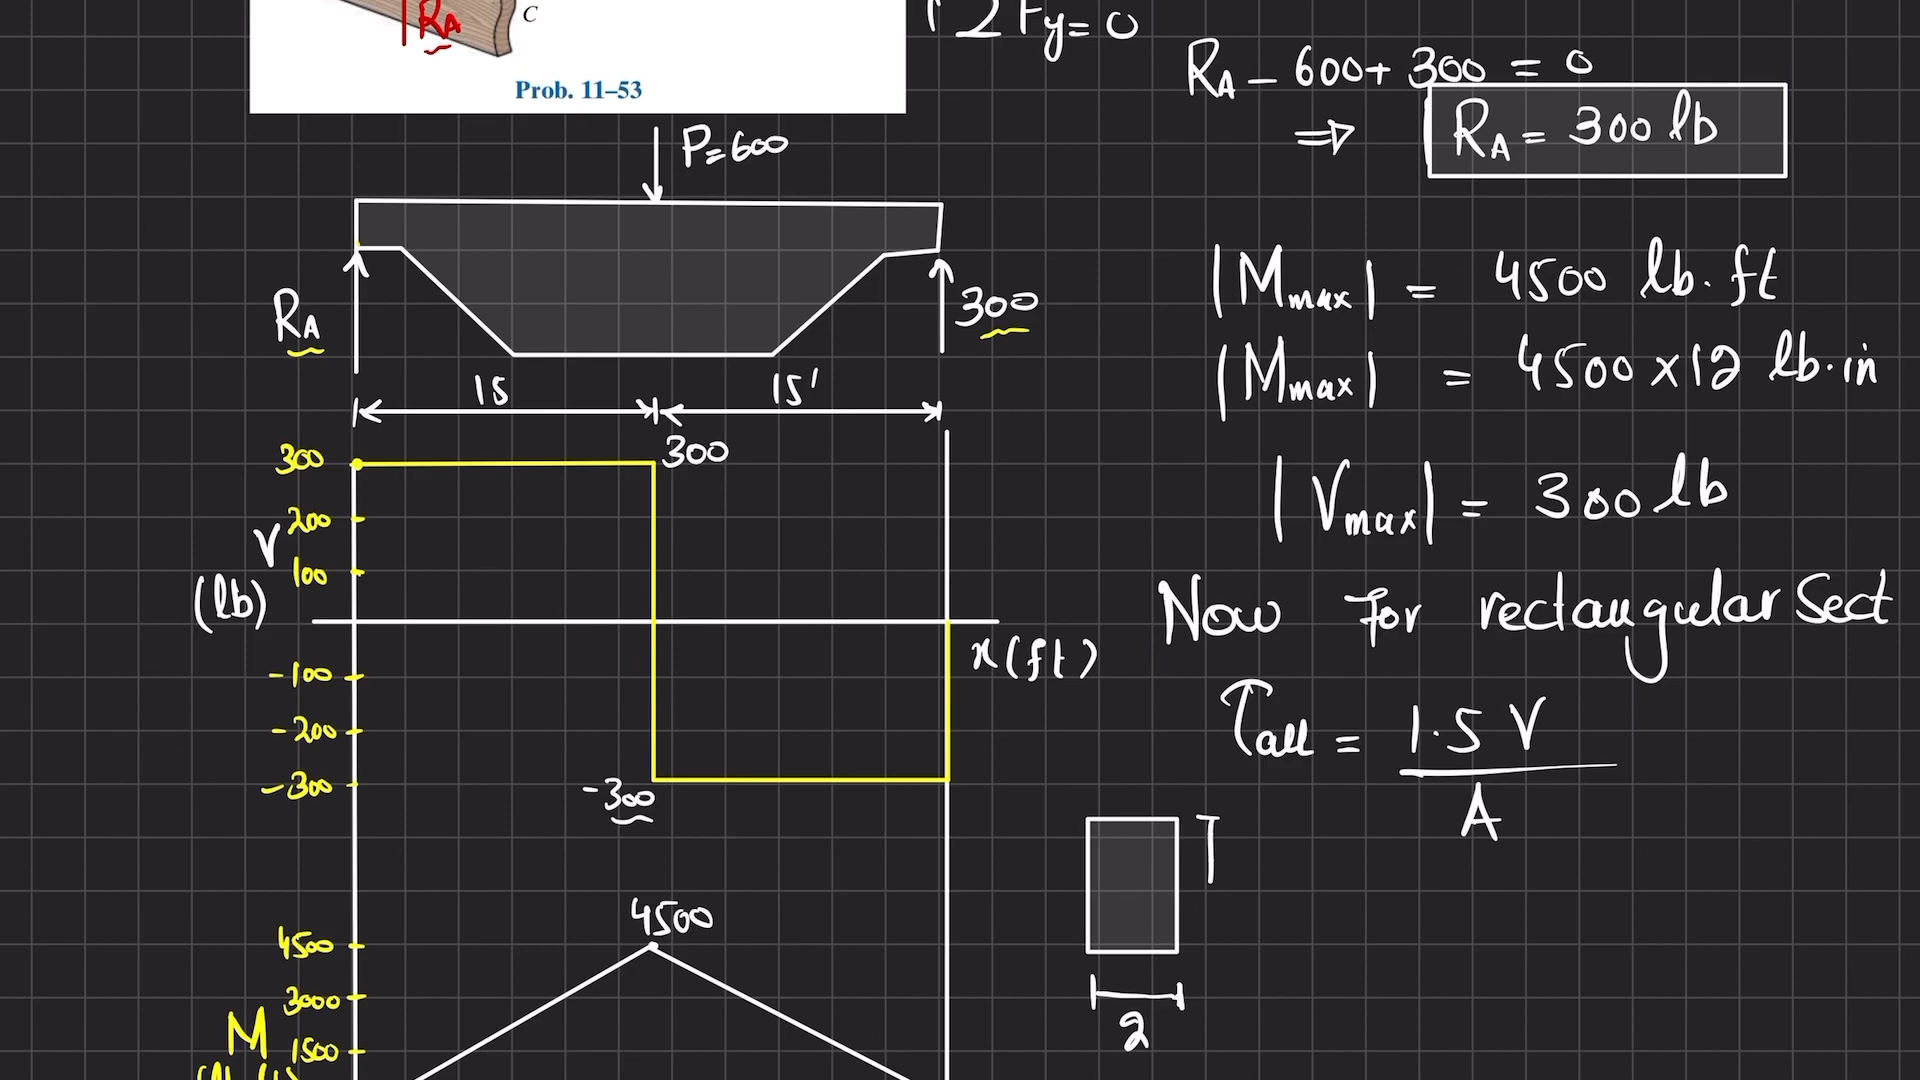 RA
C
Prob. 11–53
↑ΣFy=0
RA − 600+ 300 = 0
⇒ RA = 300 lb
P=600
RA
300
15
15'
|Mmax| = 4500 lb.ft
|Mmax| = 4500 x12 lb.in
|Vmax| = 300 lb
Now For rectangular Sect
τall = 1.5 V / A
2
300
300
200
V
100
(lb)
x(ft)
-100
-200
-300
-300
4500
4500
3000
M
1500